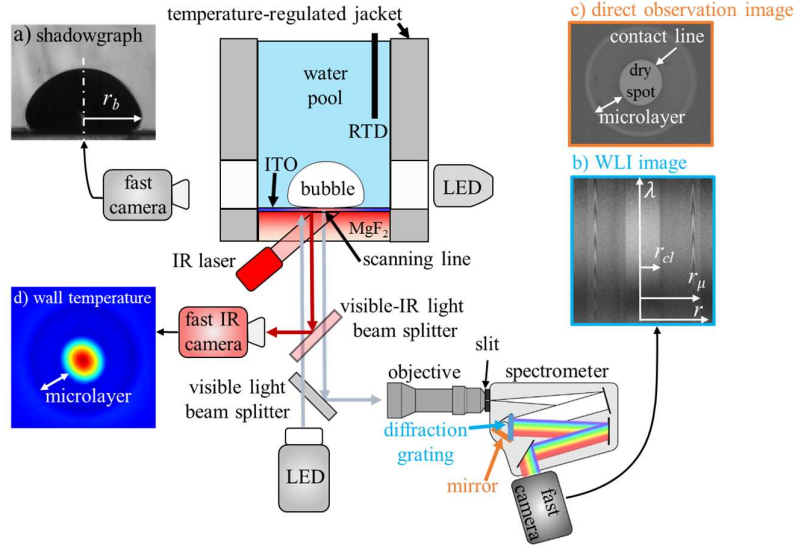 temperature-regulated jacket
a) shadowgraph
r_b
fast
camera
water
pool
RTD
ITO
bubble
LED
MgF₂
IR laser
scanning line
c) direct observation image
contact line
dry
spot
microlayer
b) WLI image
λ
r_cl
r_μ
r
d) wall temperature
microlayer
fast IR
camera
visible-IR light
beam splitter
visible light
beam splitter
LED
objective
slit
spectrometer
diffraction
grating
mirror
fast
camera